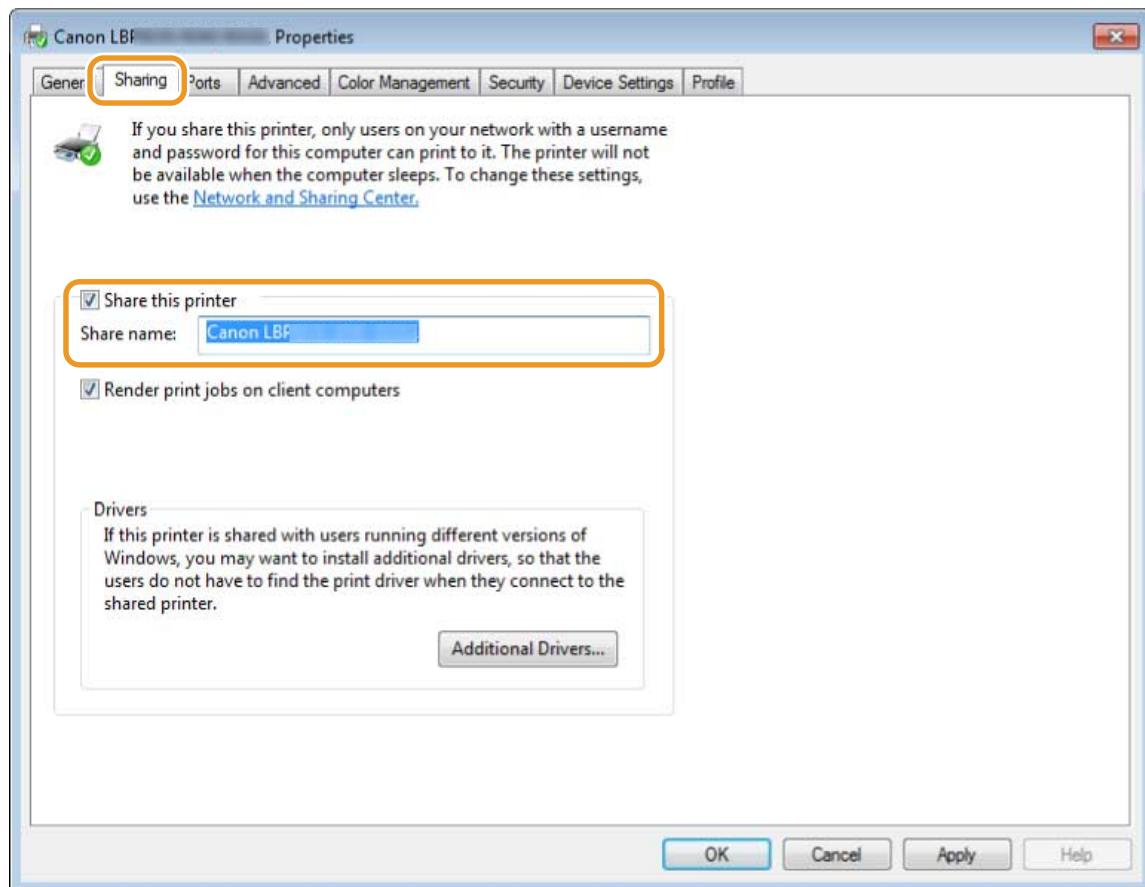 Canon LBP Properties
General Sharing Ports Advanced Color Management Security Device Settings Profile
If you share this printer, only users on your network with a username
and password for this computer can print to it. The printer will not
be available when the computer sleeps. To change these settings,
use the Network and Sharing Center.
Share this printer
Share name: Canon LBP
Render print jobs on client computers
Drivers
If this printer is shared with users running different versions of
Windows, you may want to install additional drivers, so that the
users do not have to find the print driver when they connect to the
shared printer.
Additional Drivers...
OK Cancel Apply Help